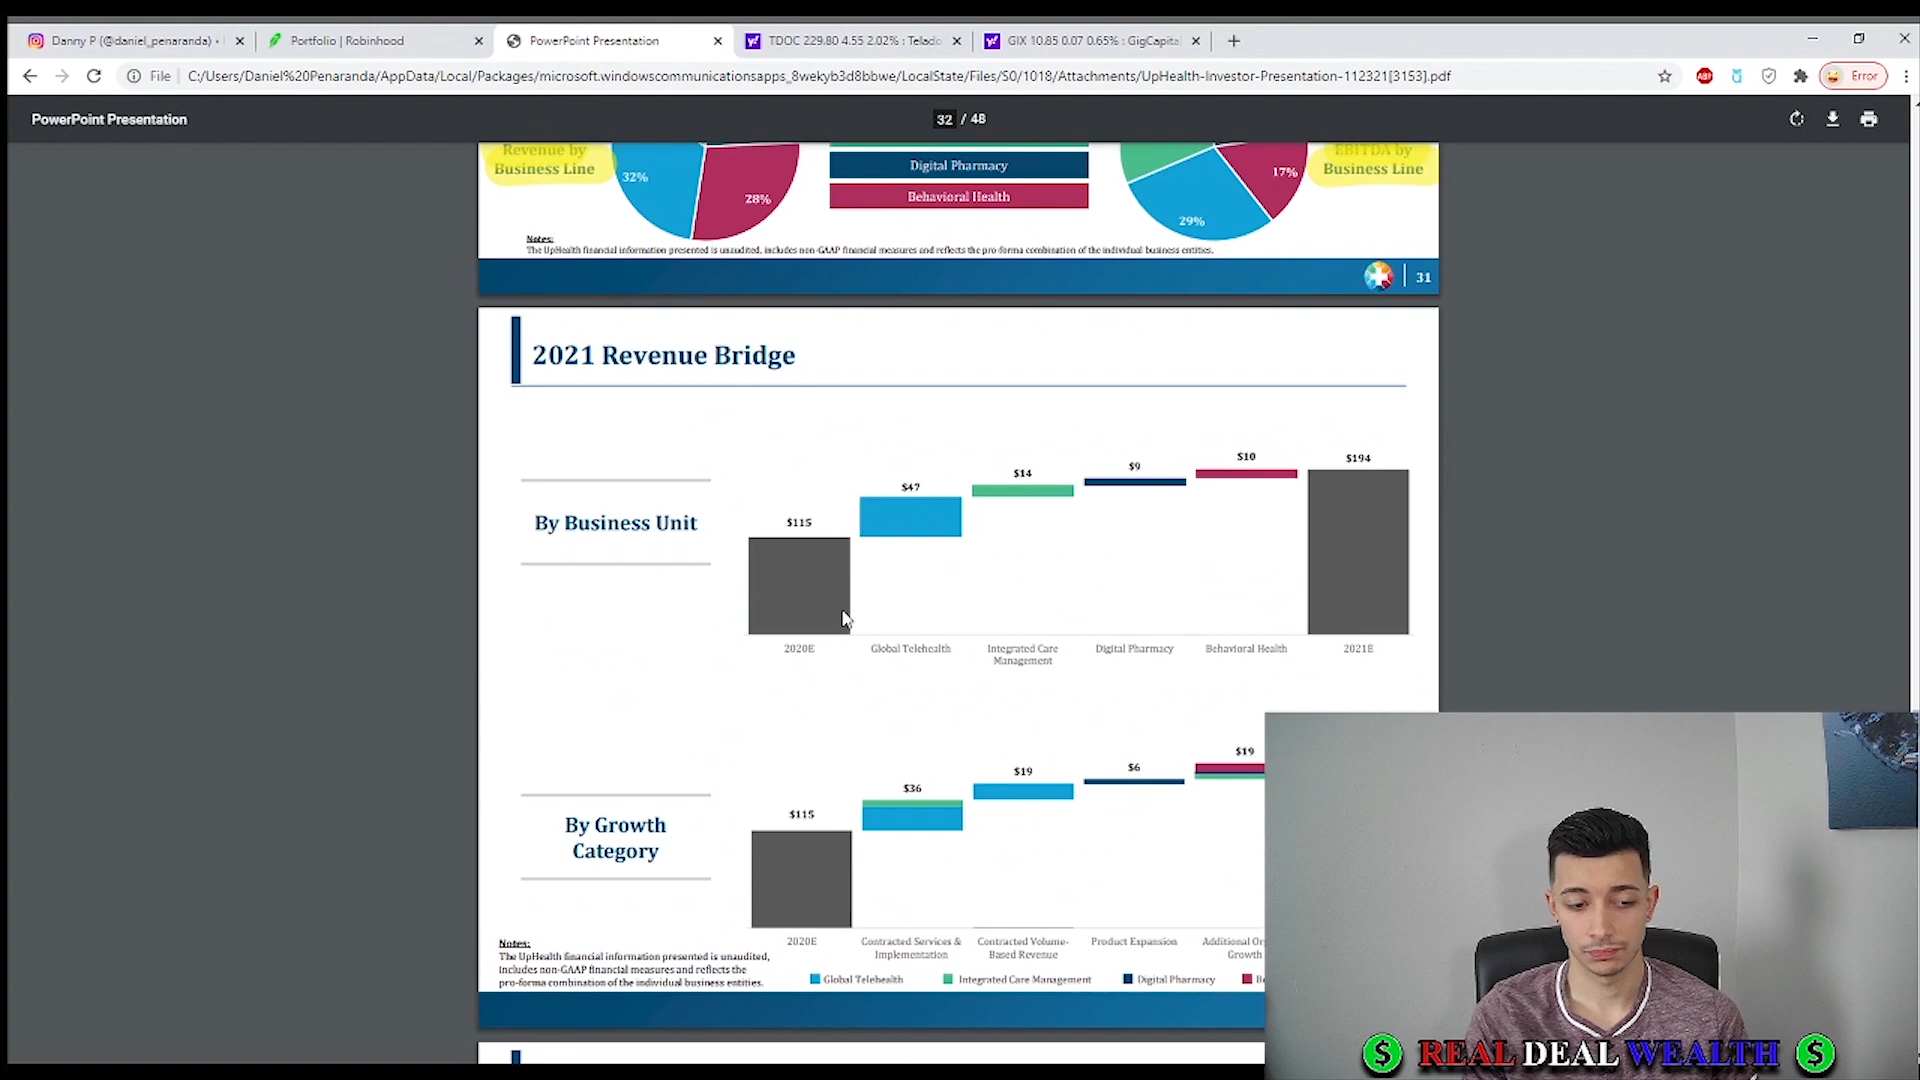 Danny P (@daniel_penaranda) •
Portfolio | Robinhood
PowerPoint Presentation
TDOC 229.80 4.55 2.02% : Telado
GIX 10.85 0.07 0.65% : GigCapita
File
C:/Users/Daniel%20Penaranda/AppData/Local/Packages/microsoft.windowscommunicationsapps_8wekyb3d8bbwe/LocalState/Files/S0/1018/Attachments/UpHealth-Investor-Presentation-112321[3153].pdf
ABP
Error
PowerPoint Presentation
32 / 48
Revenue by
Business Line
32%
28%
Digital Pharmacy
Behavioral Health
29%
17%
EBITDA by
Business Line
Notes:
The UpHealth financial information presented is unaudited, includes non-GAAP financial measures and reflects the pro-forma combination of the individual business entities.
31
2021 Revenue Bridge
By Business Unit
$115
$47
$14
$9
$10
$194
2020E
Global Telehealth
Integrated Care
Management
Digital Pharmacy
Behavioral Health
2021E
By Growth
Category
$115
$36
$19
$6
$19
2020E
Contracted Services &
Implementation
Contracted Volume-
Based Revenue
Product Expansion
Additional Or
Growth
Notes:
The UpHealth financial information presented is unaudited,
includes non-GAAP financial measures and reflects the
pro-forma combination of the individual business entities.
Global Telehealth
Integrated Care Management
Digital Pharmacy
$ REAL DEAL WEALTH $